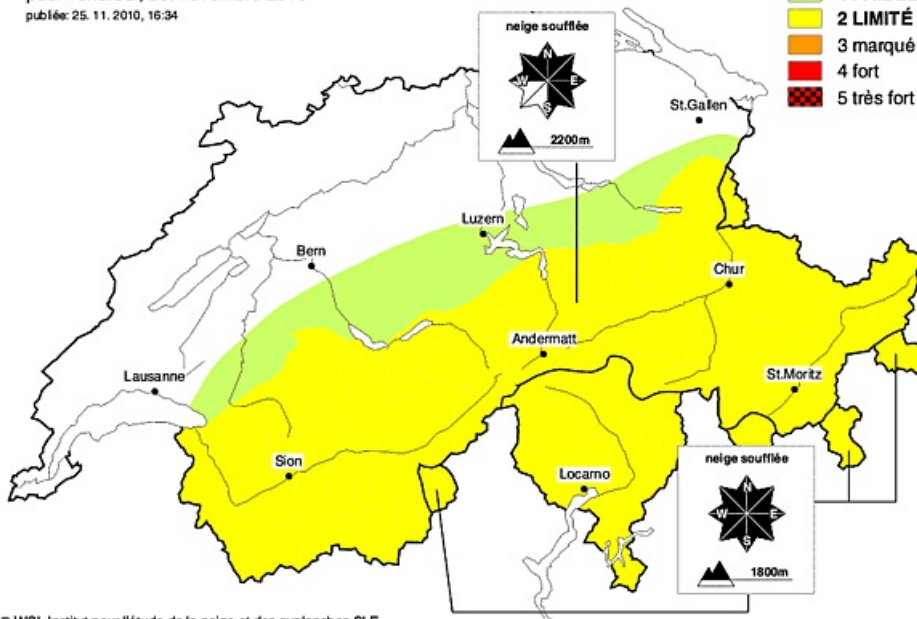 publiée: 25. 11. 2010, 16:34
2 LIMITÉ
3 marqué
4 fort
5 très fort
neige soufflée
N
W E
S
2200m
St.Gallen
Luzern
Bern
Chur
Andermatt
Lausanne
St.Moritz
Sion
Locarno
neige soufflée
N
W E
S
1800m